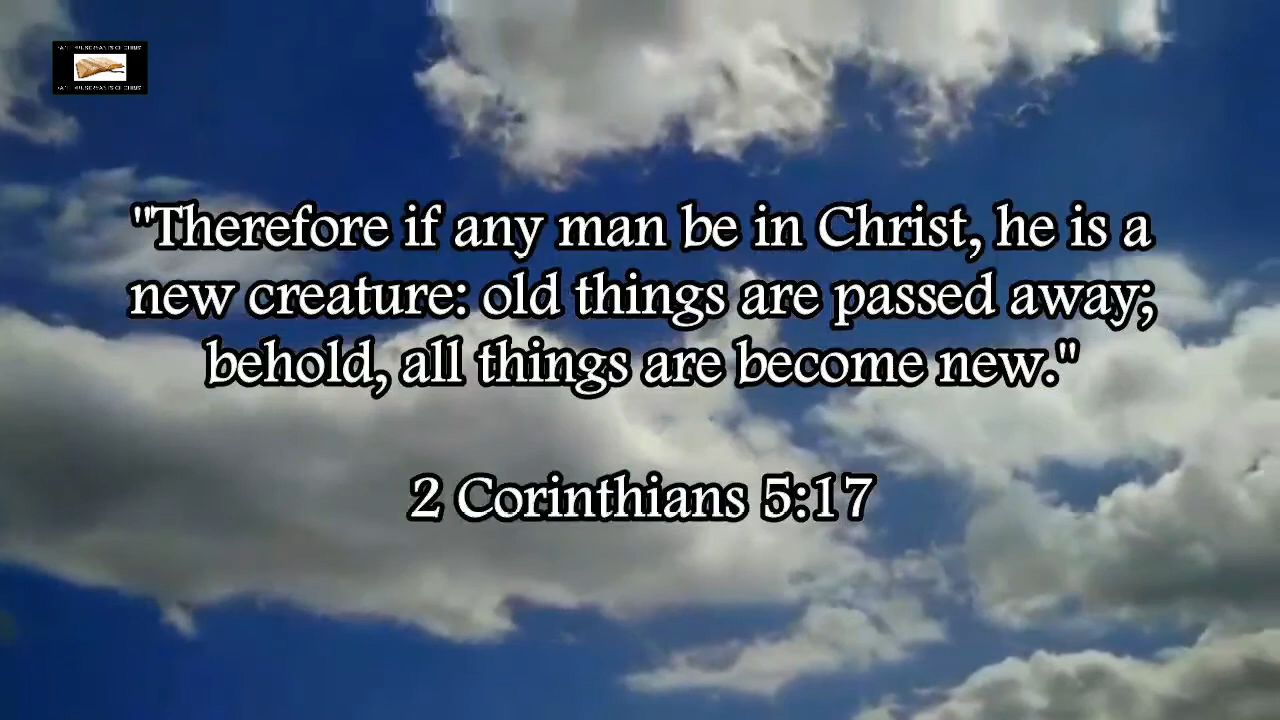 "Therefore if any man be in Christ, he is a
new creature: old things are passed away;
behold, all things are become new."
2 Corinthians 5:17